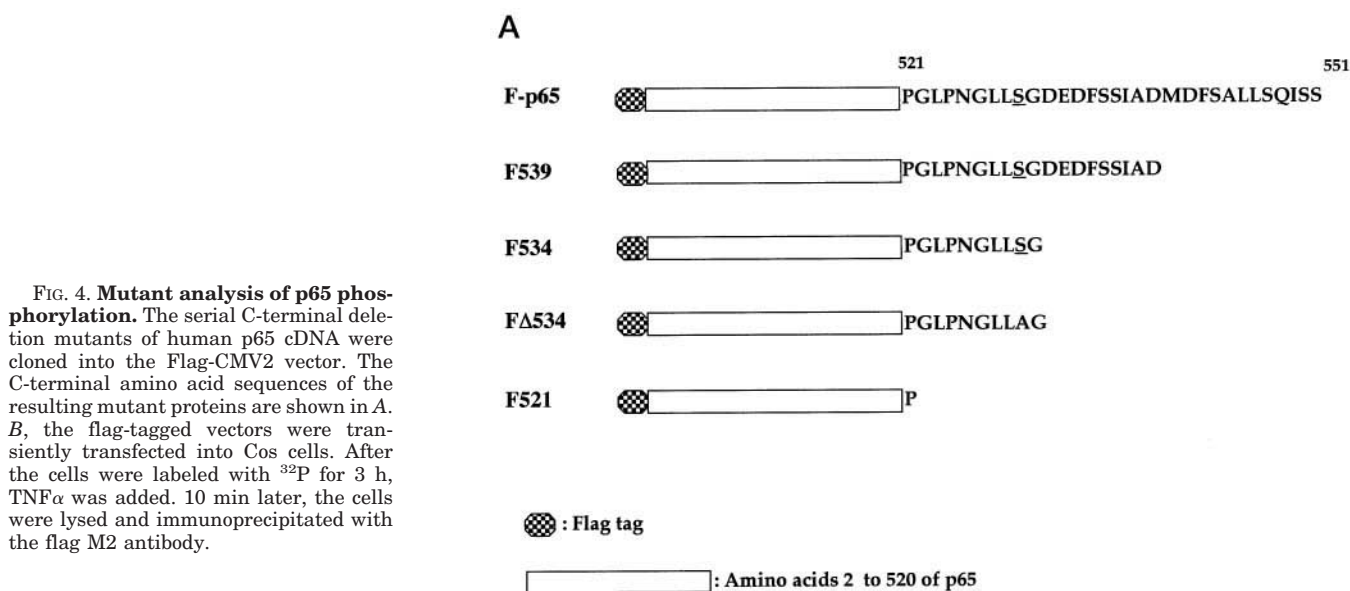 A
521
551
F-p65
PGLPNGLLSGDEDFSSIADMDFSALLSQISS
F539
PGLPNGLLSGDEDFSSIAD
F534
PGLPNGLLSG
FΔ534
PGLPNGLLAG
F521
P
: Flag tag
: Amino acids 2 to 520 of p65
FIG. 4. Mutant analysis of p65 phos-
phorylation. The serial C-terminal dele-
tion mutants of human p65 cDNA were
cloned into the Flag-CMV2 vector. The
C-terminal amino acid sequences of the
resulting mutant proteins are shown in A.
B, the flag-tagged vectors were tran-
siently transfected into Cos cells. After
the cells were labeled with ³²P for 3 h,
TNFα was added. 10 min later, the cells
were lysed and immunoprecipitated with
the flag M2 antibody.